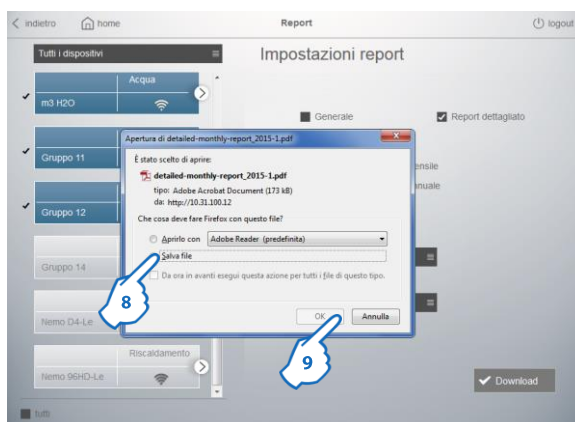 indietro home Report logout
Tutti i dispositivi
Impostazioni report
Acqua
m3 H2O
Generale Report dettagliato
Apertura di detailed-monthly-report_2015-1.pdf
È stato scelto di aprire:
detailed-monthly-report_2015-1.pdf
tipo: Adobe Acrobat Document (173 kB)
da: http://10.31.100.12
Che cosa deve fare Firefox con questo file?
Aprirlo con Adobe Reader (predefinita)
Salva file
Da ora in avanti esegui questa azione per tutti i file di questo tipo.
OK Annulla
8
9
Gruppo 11
Gruppo 12
Gruppo 14
Nemo D4-Le
Riscaldamento
Nemo 96HD-Le
Download
tutti